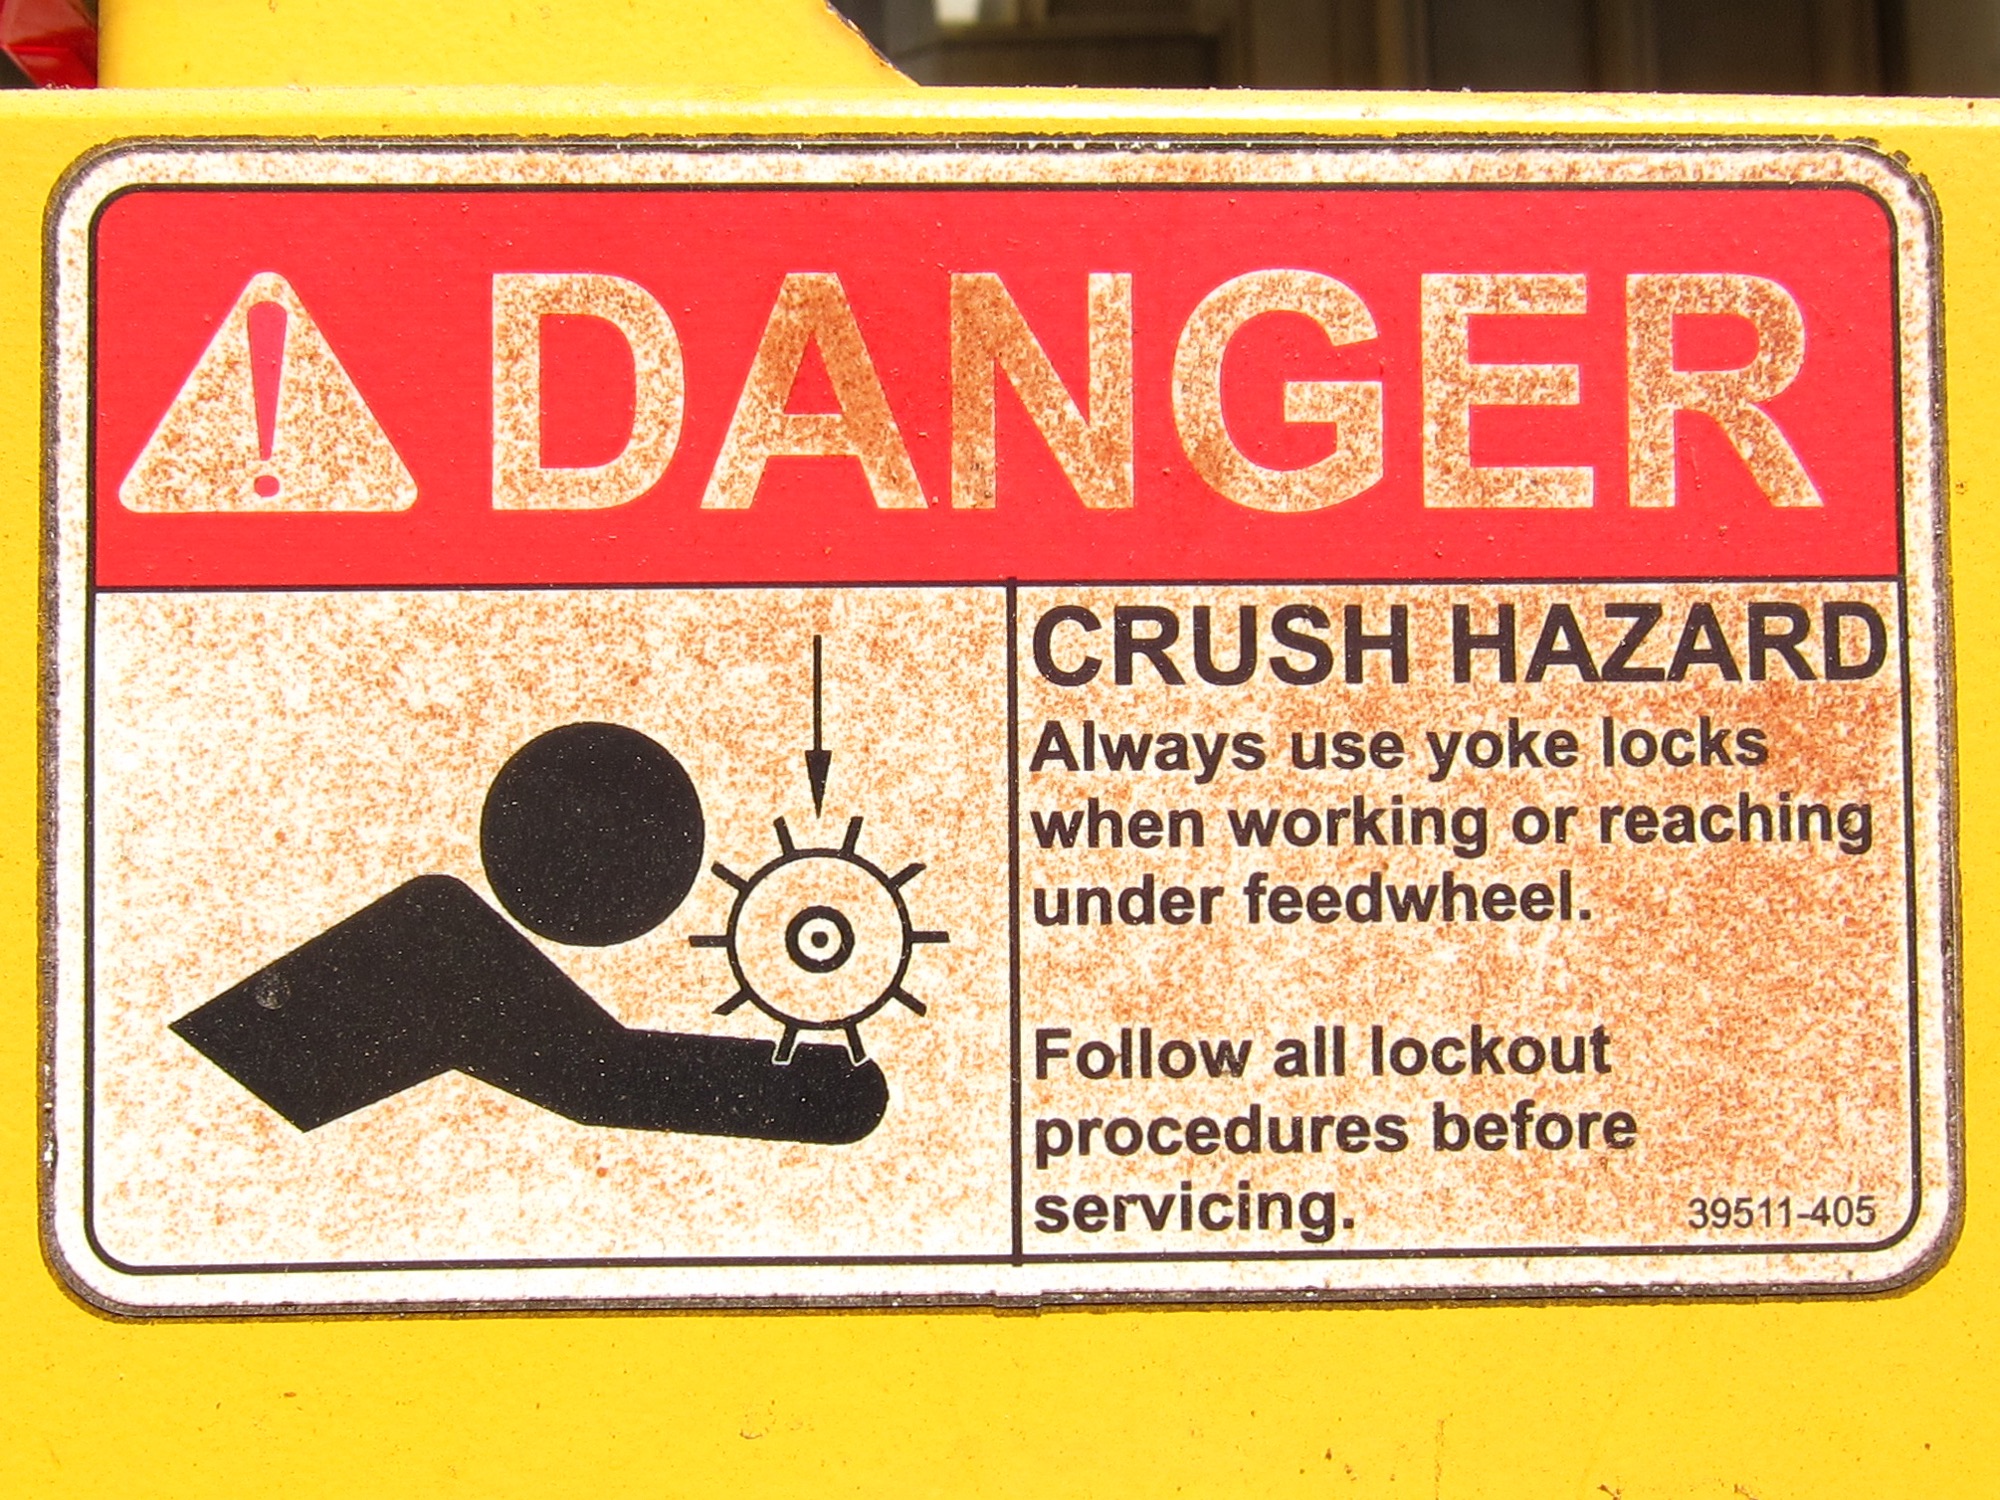 DANGER
CRUSH HAZARD
Always use yoke locks
when working or reaching
under feedwheel.
Follow all lockout
procedures before
servicing.
39511-405